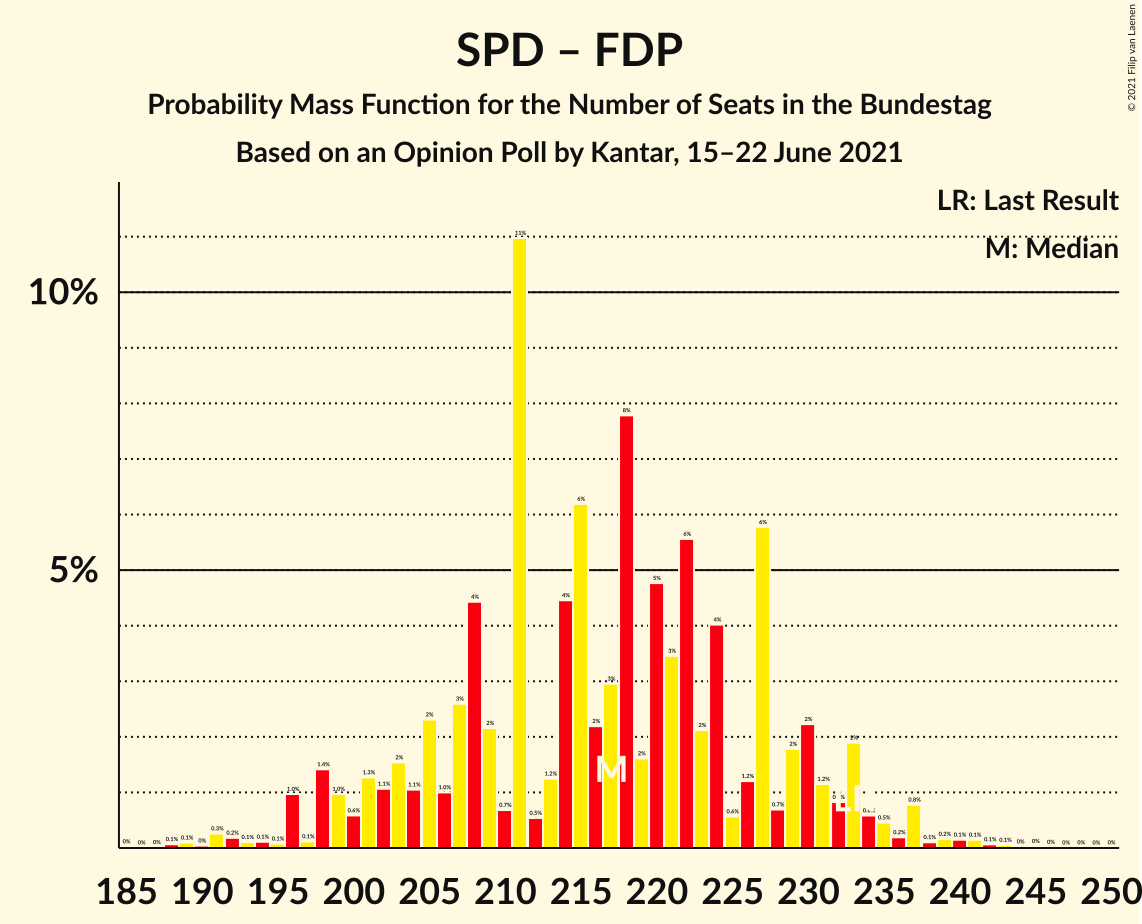 SPD – FDP
Probability Mass Function for the Number of Seats in the Bundestag
Based on an Opinion Poll by Kantar, 15–22 June 2021
© 2021 Filip van Laenen
LR: Last Result
M: Median
10%
5%
0% 0% 0% 0.1% 0.1% 0% 0.3% 0.2% 0.1% 0.1% 0.1% 1.0% 0.1% 1.4% 1.0% 0.6% 1.3% 1.1% 2% 1.1% 2% 1.0% 3% 4% 2% 0.7% 11% 0.5% 1.2% 4% 6% 2% 3% 8% 2% 5% 3% 6% 2% 4% 0.6% 1.2% 6% 0.7% 2% 2% 1.2% 2% 0.5% 0.2% 0.8% 0.1% 0.2% 0.1% 0.1% 0.1% 0.1% 0% 0% 0% 0% 0% 0% 0%
M
185 190 195 200 205 210 215 220 225 230 235 240 245 250